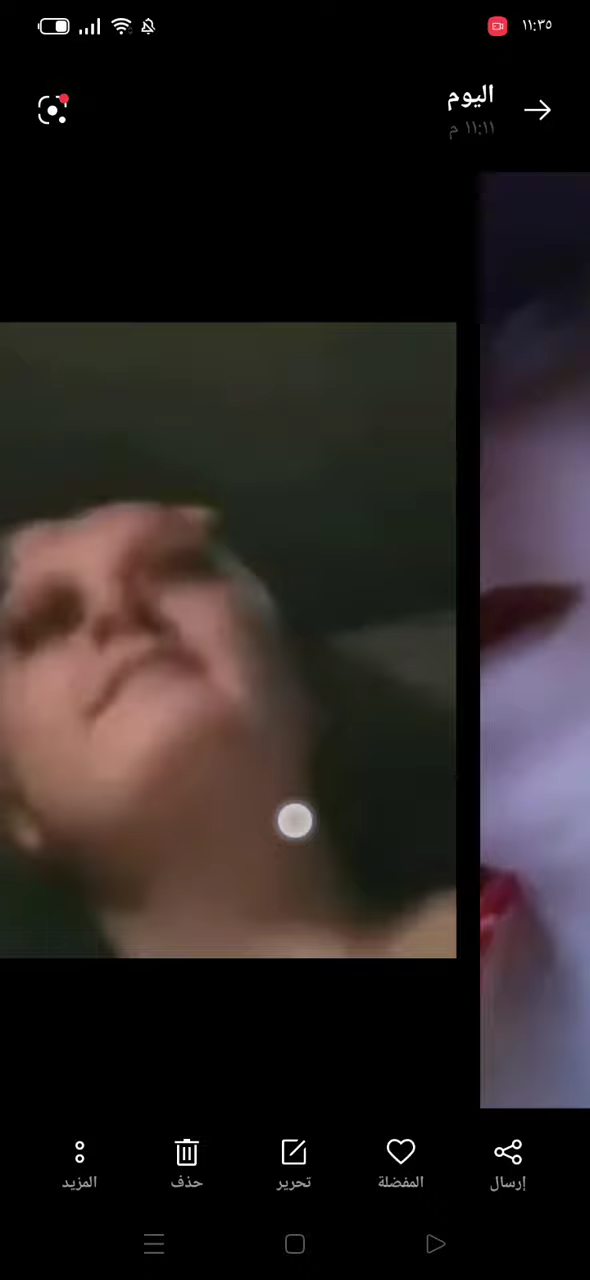 ١١:٣٥
اليوم
١١:١١ م
إرسال
المفضلة
تحرير
حذف
المزيد